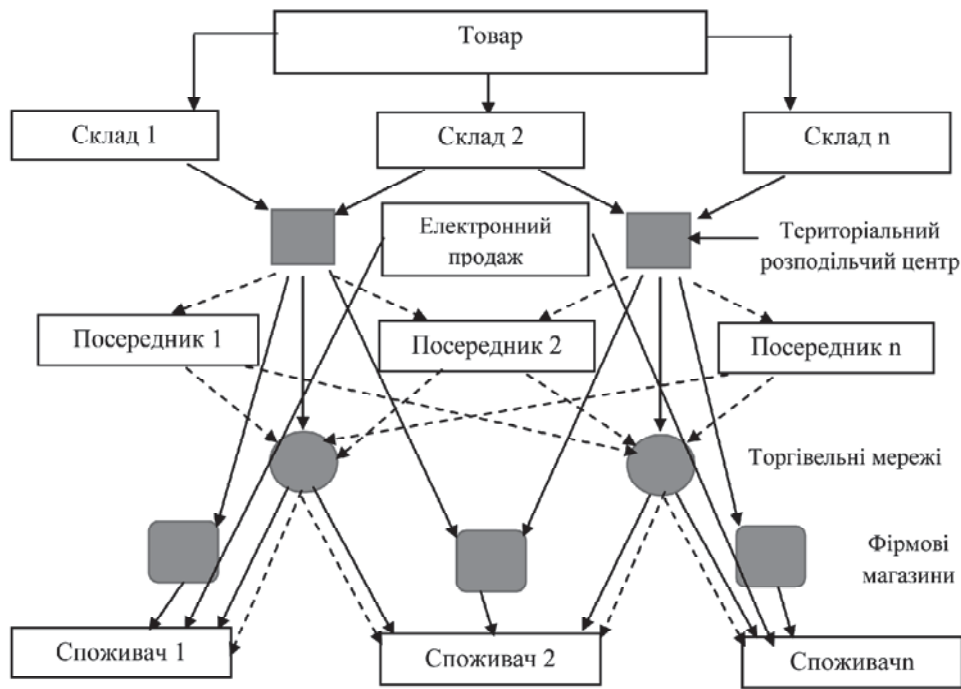 Товар
Склад 1
Склад 2
Склад n
Електронний
продаж
Територіальний
розподільчий центр
Посередник 1
Посередник 2
Посередник n
Торгівельні мережі
Фірмові
магазини
Споживач 1
Споживач 2
Споживачn